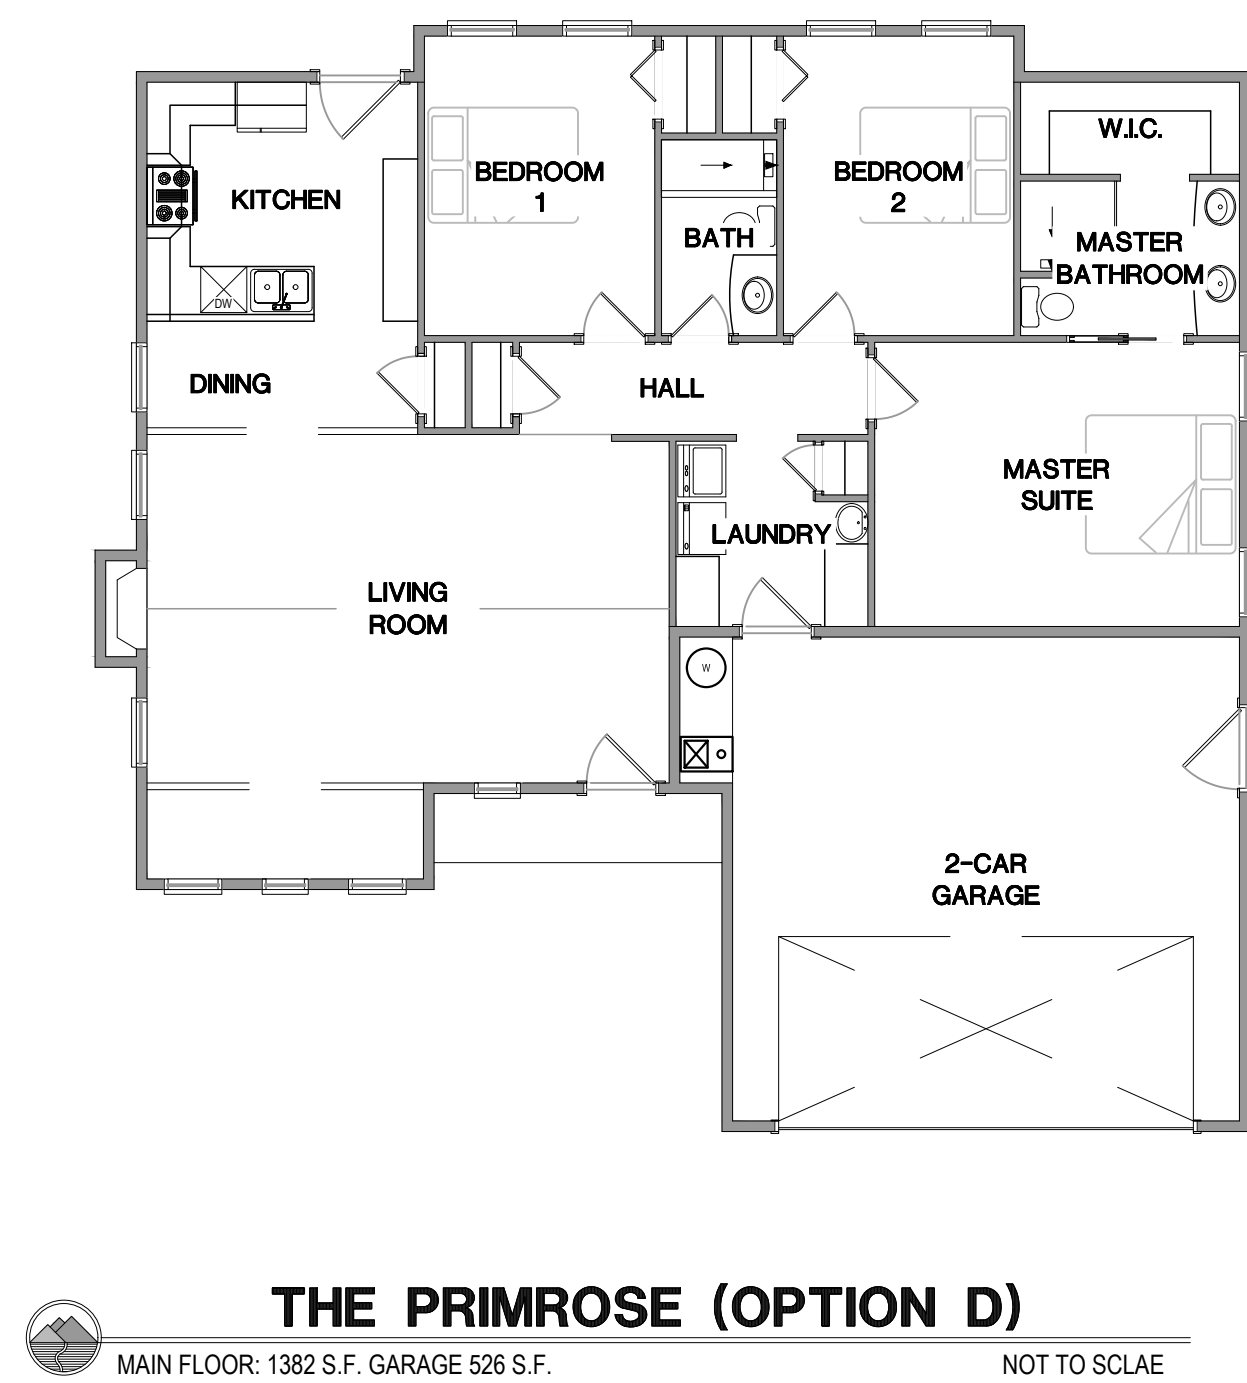 W.I.C.
BEDROOM
1
BEDROOM
2
KITCHEN
BATH
MASTER
BATHROOM
DW
DINING
HALL
MASTER
SUITE
LAUNDRY
LIVING
ROOM
W
2-CAR
GARAGE
THE PRIMROSE (OPTION D)
MAIN FLOOR: 1382 S.F. GARAGE 526 S.F.
NOT TO SCLAE